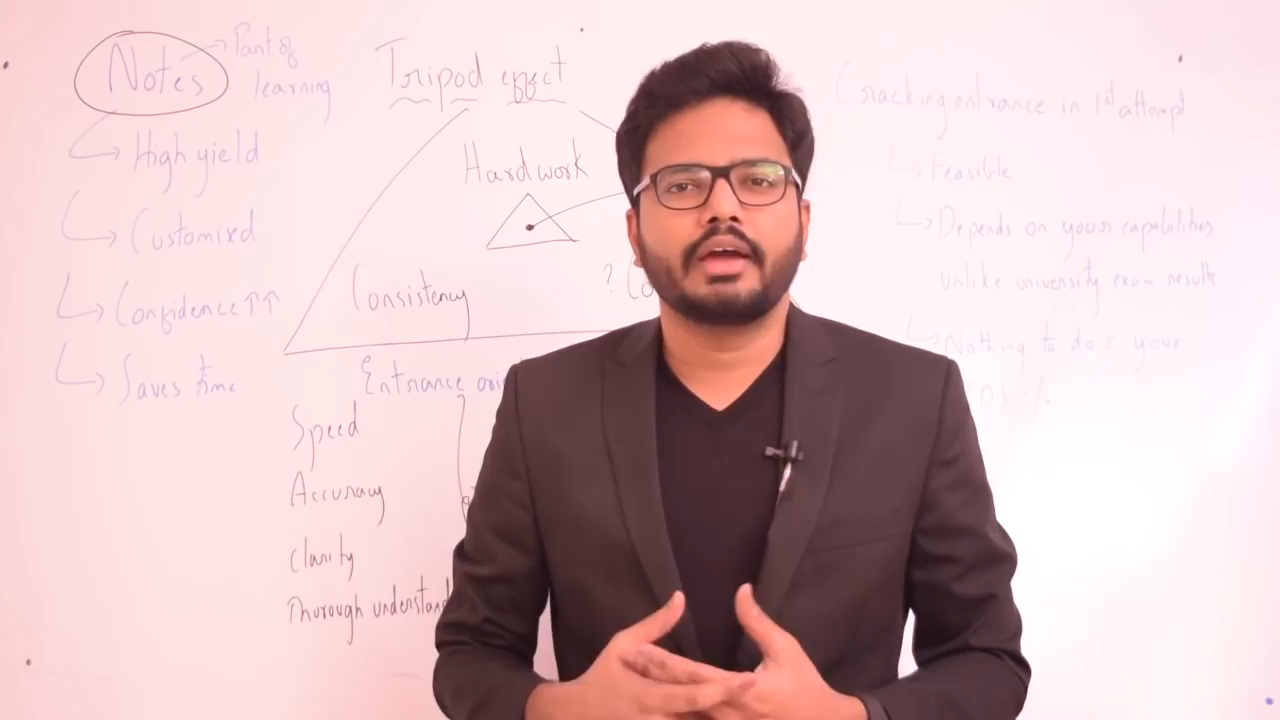 Notes
Part of
learning
High yield
Customized
Confidence ↑↑
Saves time
Tripod effect
Hardwork
Consistency
?
Entrance
Speed
Accuracy
Clarity
Thorough understand
Cracking entrance in 1st attempt
Feasible
Depends on your capabilities
unlike university exam results
Nothing to do c̄ your
%